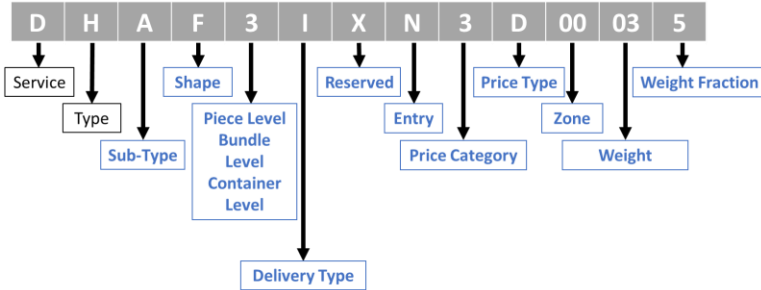 D H A F 3 I X N 3 D 00 03 5
Service
Shape
Reserved
Price Type
Weight Fraction
Type
Piece Level
Bundle
Level
Container
Level
Entry
Zone
Sub-Type
Price Category
Weight
Delivery Type